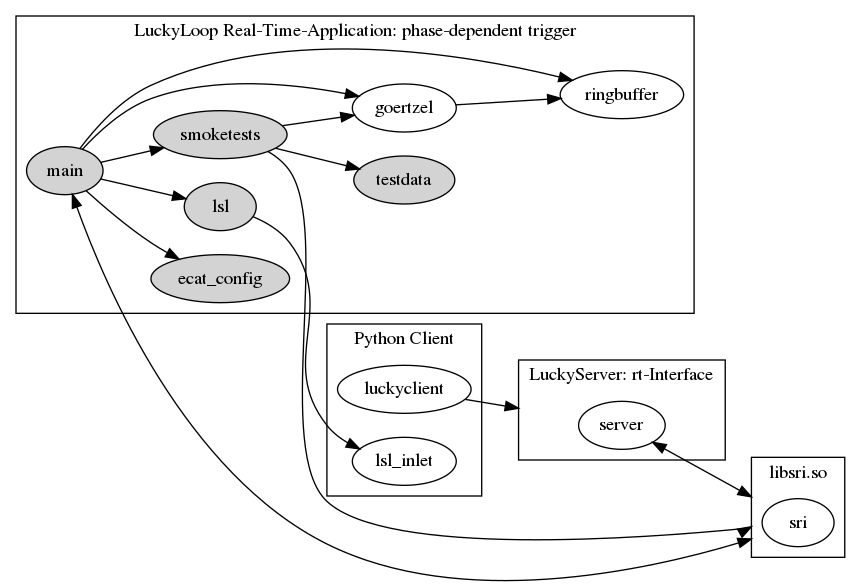 LuckyLoop Real-Time-Application: phase-dependent trigger
ringbuffer
goertzel
smoketests
main
testdata
lsl
ecat_config
Python Client
luckyclient
lsl_inlet
LuckyServer: rt-Interface
server
libsri.so
sri